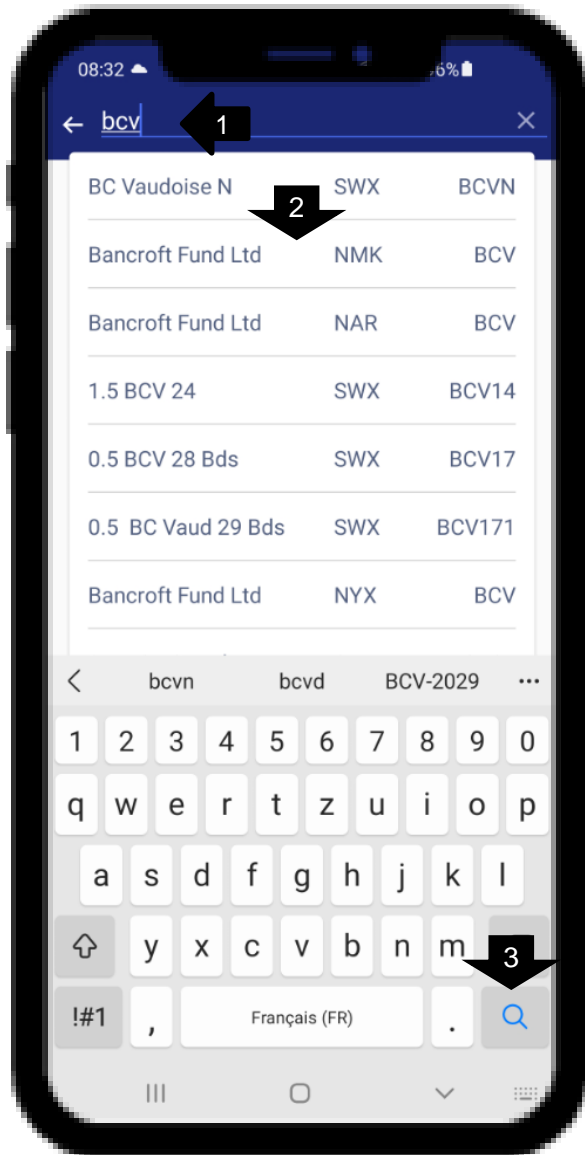 08:32 6%
bcv 1
BC Vaudoise N SWX BCVN
2
Bancroft Fund Ltd NMK BCV
Bancroft Fund Ltd NAR BCV
1.5 BCV 24 SWX BCV14
0.5 BCV 28 Bds SWX BCV17
0.5 BC Vaud 29 Bds SWX BCV171
Bancroft Fund Ltd NYX BCV
bcvn bcvd BCV-2029 ...
1 2 3 4 5 6 7 8 9 0
q w e r t z u i o p
a s d f g h j k l
y x c v b n m
3
!#1 , Français (FR) .